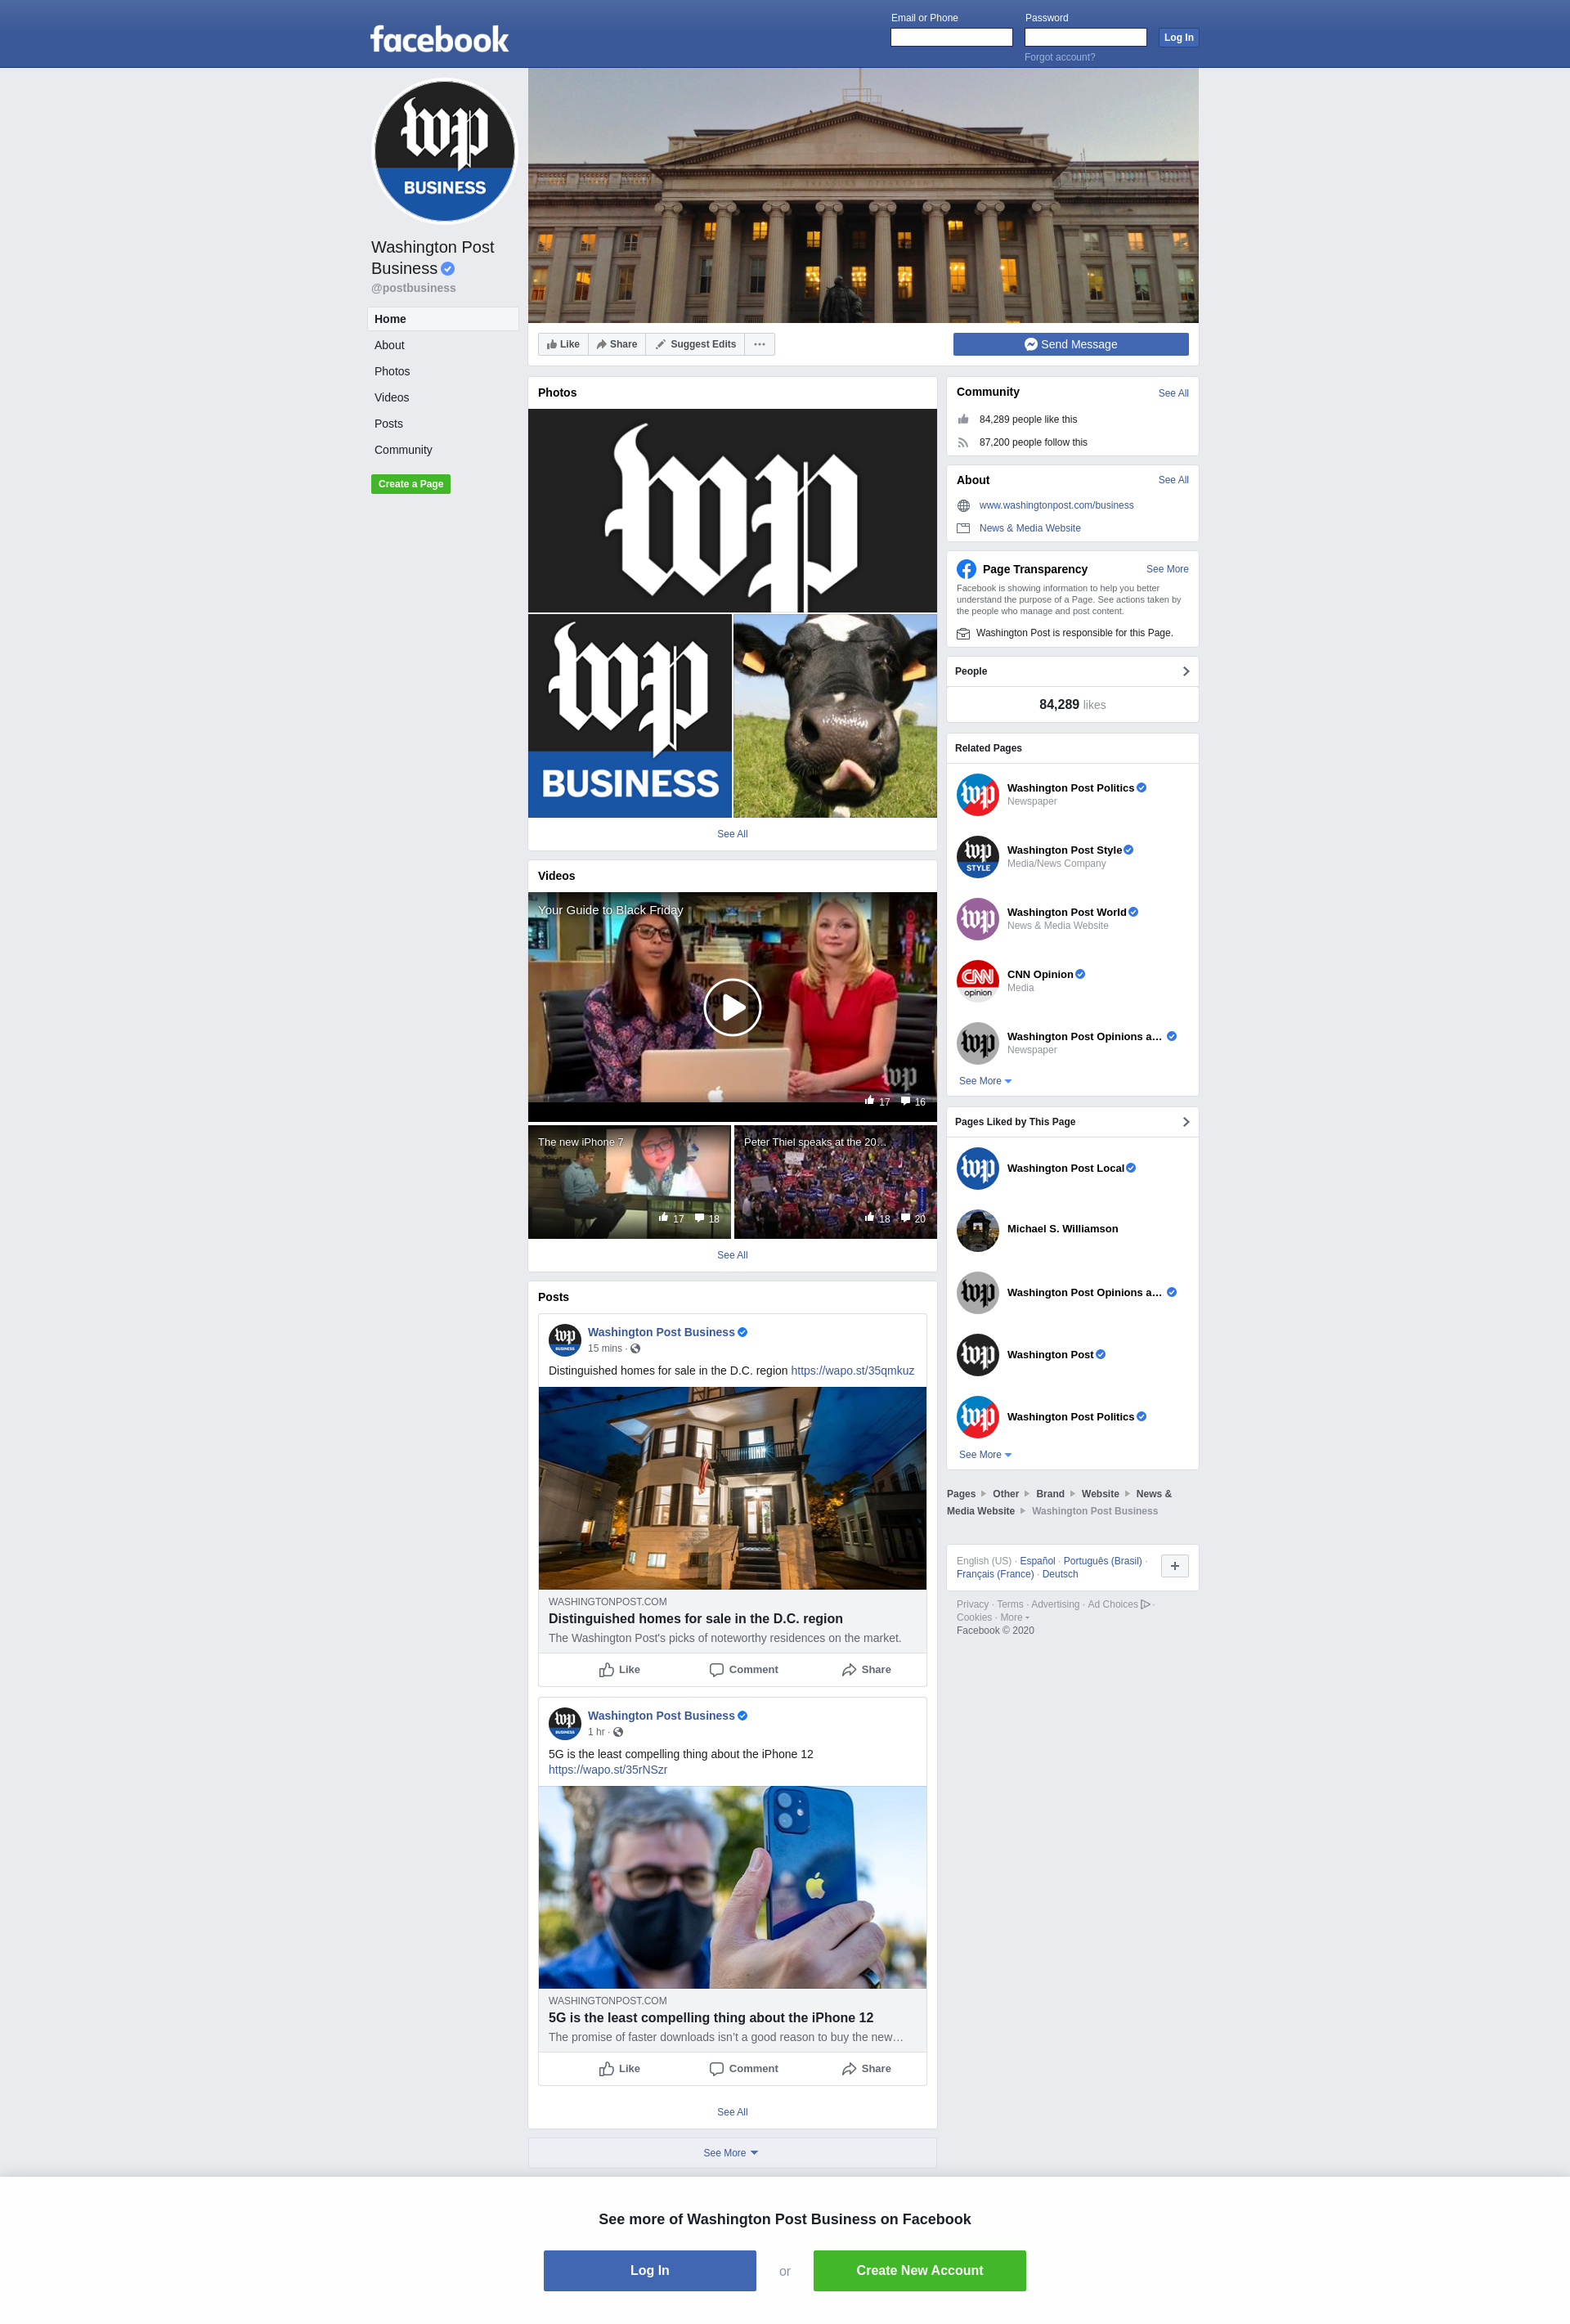 facebook
Email or Phone
Password
Log In
Forgot account?
wp
BUSINESS
Washington Post
Business
@postbusiness
Home
About
Photos
Videos
Posts
Community
Create a Page
Like
Share
Suggest Edits
Send Message
Photos
wp
wp
BUSINESS
See All
Videos
Your Guide to Black Friday
wp
17
16
The new iPhone 7
17
18
Peter Thiel speaks at the 20...
18
20
See All
Posts
Washington Post Business
15 mins ·
Distinguished homes for sale in the D.C. region https://wapo.st/35qmkuz
WASHINGTONPOST.COM
Distinguished homes for sale in the D.C. region
The Washington Post's picks of noteworthy residences on the market.
Like
Comment
Share
Washington Post Business
1 hr ·
5G is the least compelling thing about the iPhone 12
https://wapo.st/35rNSzr
WASHINGTONPOST.COM
5G is the least compelling thing about the iPhone 12
The promise of faster downloads isn't a good reason to buy the new…
Like
Comment
Share
See All
See More
Community
See All
84,289 people like this
87,200 people follow this
About
See All
www.washingtonpost.com/business
News & Media Website
Page Transparency
See More
Facebook is showing information to help you better
understand the purpose of a Page. See actions taken by
the people who manage and post content.
Washington Post is responsible for this Page.
People
84,289 likes
Related Pages
wp
Washington Post Politics
Newspaper
wp
STYLE
Washington Post Style
Media/News Company
wp
Washington Post World
News & Media Website
CNN
opinion
CNN Opinion
Media
wp
Washington Post Opinions a…
Newspaper
See More
Pages Liked by This Page
wp
Washington Post Local
Michael S. Williamson
wp
Washington Post Opinions a…
wp
Washington Post
wp
Washington Post Politics
See More
Pages Other Brand Website News &
Media Website Washington Post Business
English (US) · Español · Português (Brasil) ·
Français (France) · Deutsch
Privacy · Terms · Advertising · Ad Choices ·
Cookies · More
Facebook © 2020
See more of Washington Post Business on Facebook
Log In
or
Create New Account